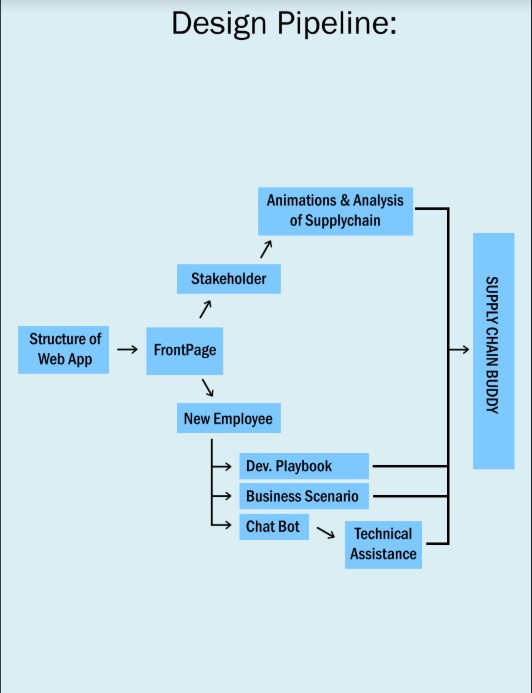 Design Pipeline:
Animations & Analysis
of Supplychain
Stakeholder
Structure of
Web App
FrontPage
New Employee
Dev. Playbook
Business Scenario
Chat Bot
Technical
Assistance
SUPPLY CHAIN BUDDY